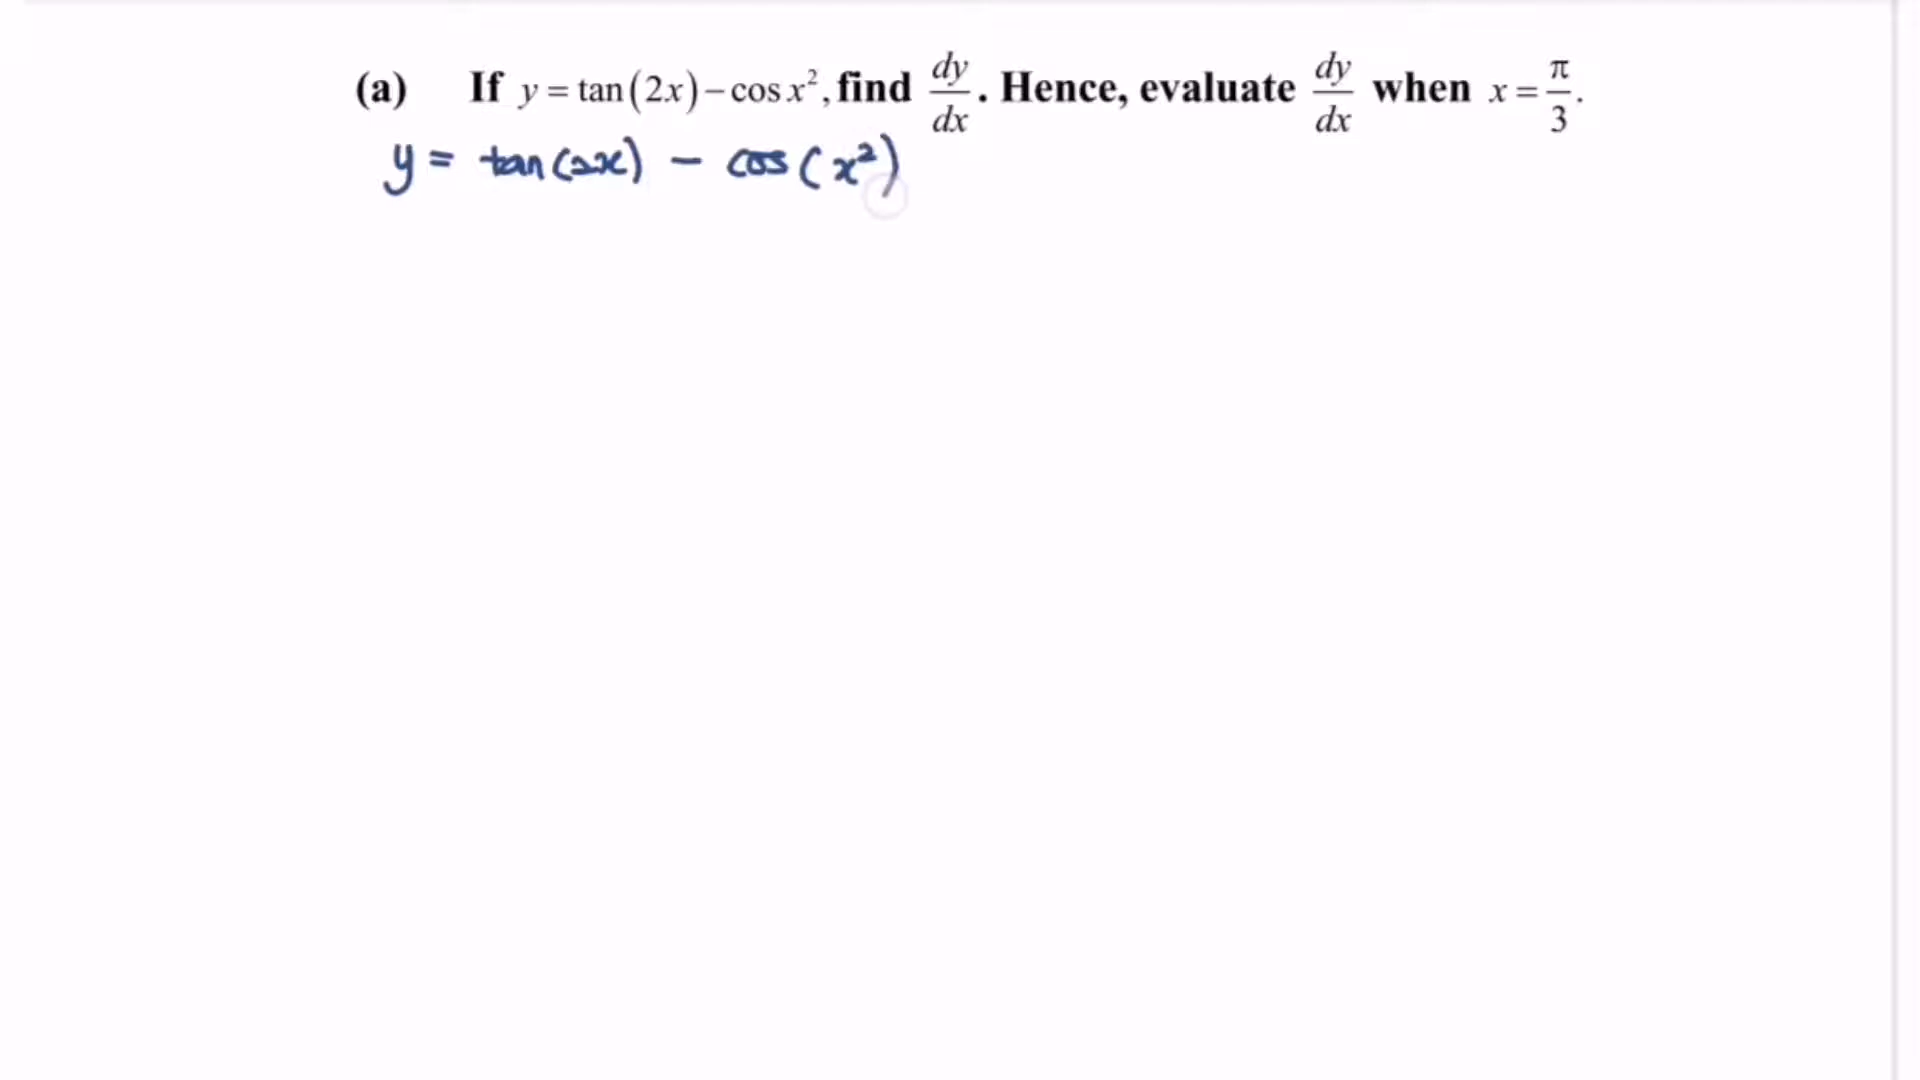 (a) If y = tan(2x) − cos x², find dy/dx. Hence, evaluate dy/dx when x = π/3.
y = tan(2x) − cos(x²)